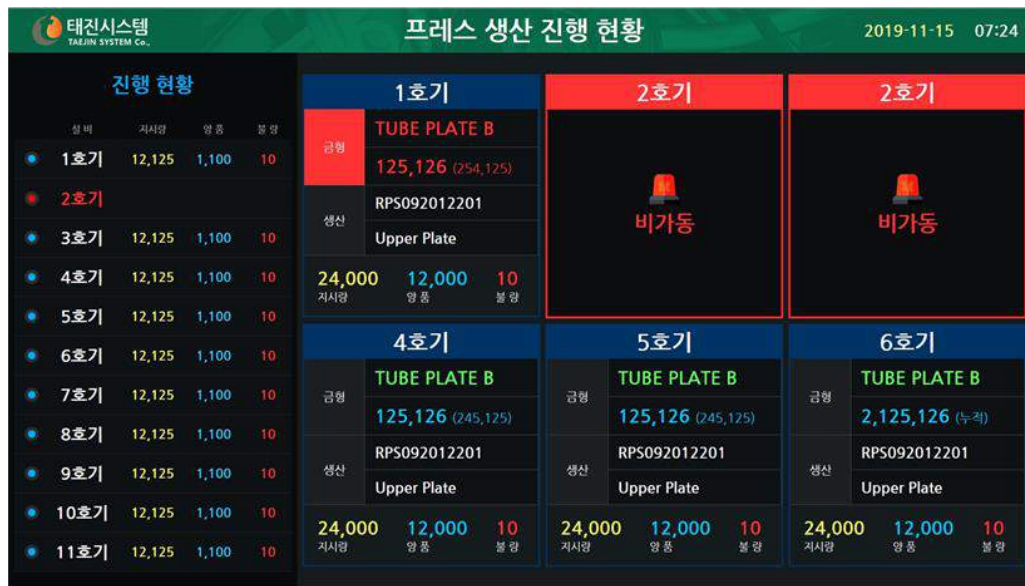 태진시스템
TAEJIN SYSTEM Co.,
프레스 생산 진행 현황
2019-11-15 07:24
진행 현황
설비 지시량 양품 불량
1호기 12,125 1,100 10
2호기
3호기 12,125 1,100 10
4호기 12,125 1,100 10
5호기 12,125 1,100 10
6호기 12,125 1,100 10
7호기 12,125 1,100 10
8호기 12,125 1,100 10
9호기 12,125 1,100 10
10호기 12,125 1,100 10
11호기 12,125 1,100 10
1호기
금형
TUBE PLATE B
125,126 (254,125)
생산
RPS092012201
Upper Plate
24,000 12,000 10
지시량 양품 불량
2호기
비가동
2호기
비가동
4호기
금형
TUBE PLATE B
125,126 (245,125)
생산
RPS092012201
Upper Plate
24,000 12,000 10
지시량 양품 불량
5호기
금형
TUBE PLATE B
125,126 (245,125)
생산
RPS092012201
Upper Plate
24,000 12,000 10
지시량 양품 불량
6호기
금형
TUBE PLATE B
2,125,126 (누적)
생산
RPS092012201
Upper Plate
24,000 12,000 10
지시량 양품 불량